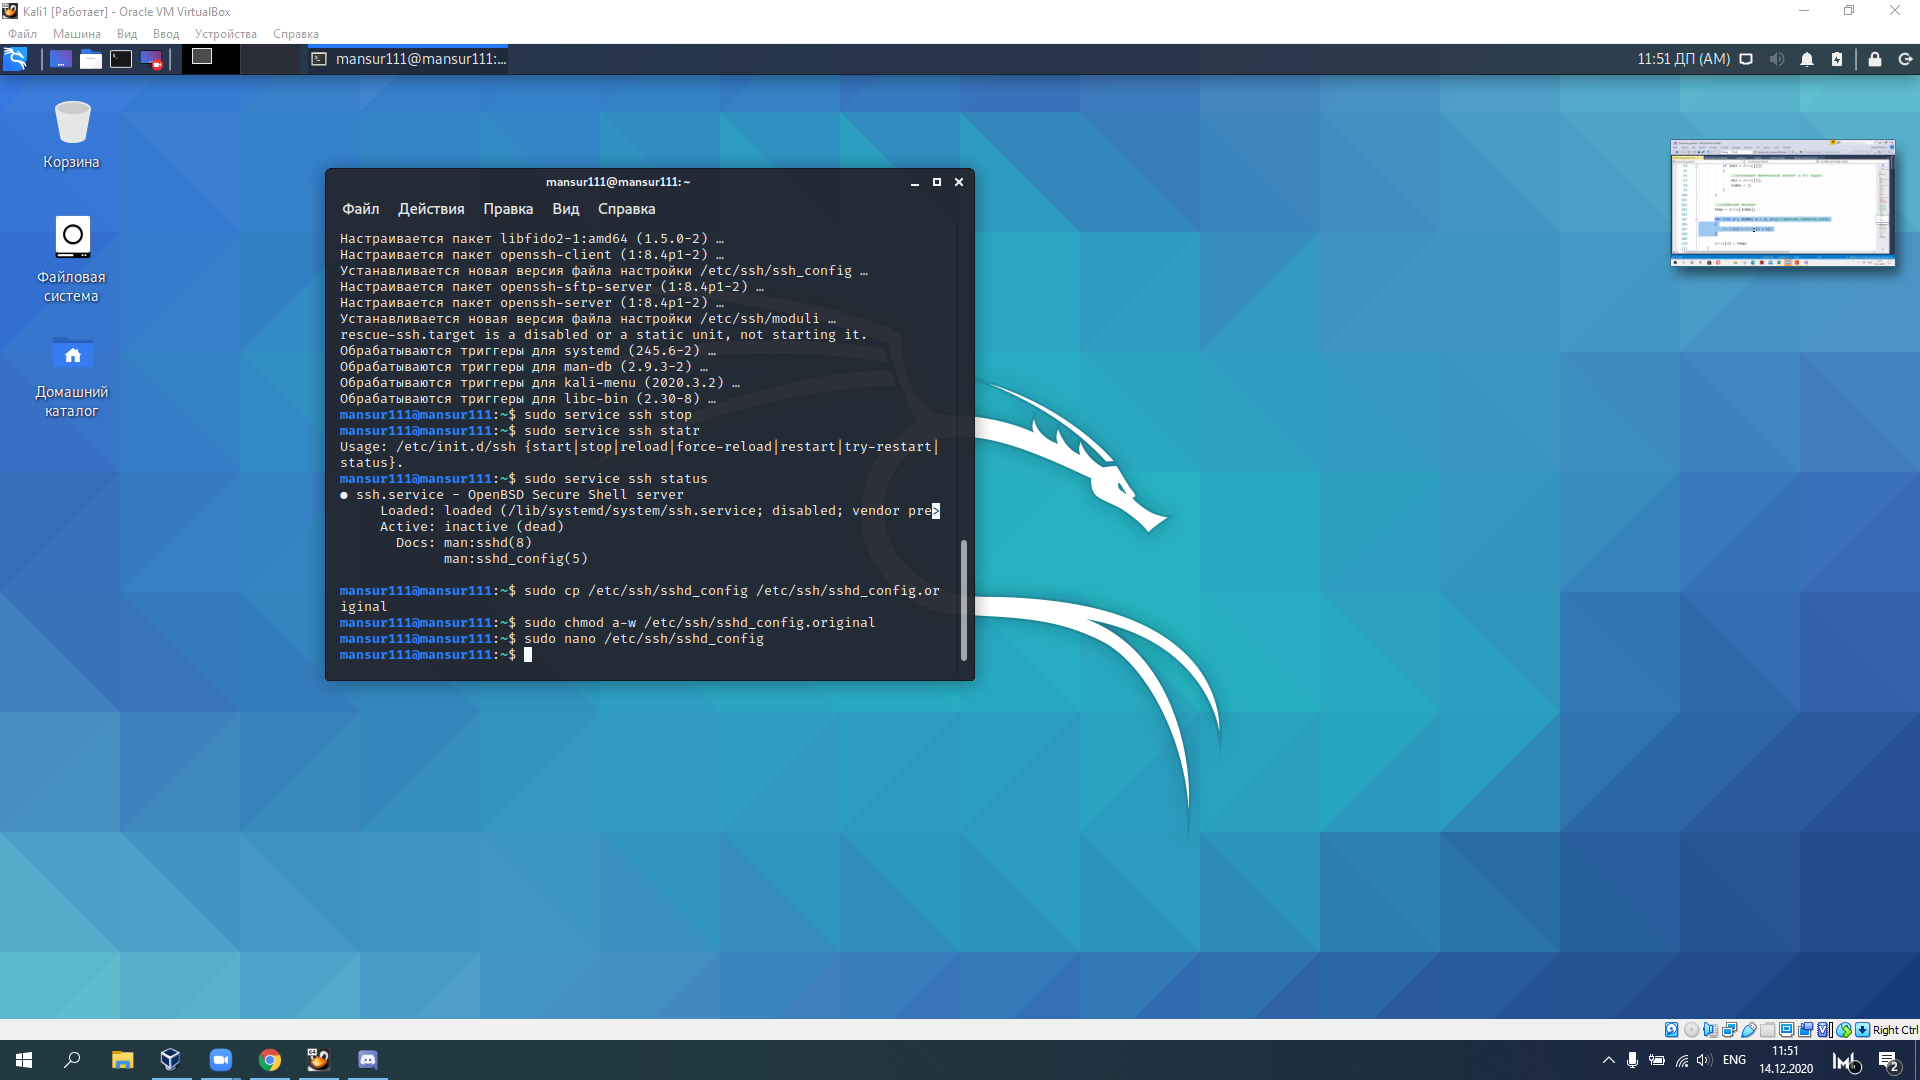 Kali1 [Работает] - Oracle VM VirtualBox
Файл Машина Вид Ввод Устройства Справка
mansur111@mansur111:...
11:51 ДП (AM)
Корзина
Файловая
система
Домашний
каталог
mansur111@mansur111: ~
Файл Действия Правка Вид Справка
Настраивается пакет libfido2-1:amd64 (1.5.0-2) …
Настраивается пакет openssh-client (1:8.4p1-2) …
Устанавливается новая версия файла настройки /etc/ssh/ssh_config …
Настраивается пакет openssh-sftp-server (1:8.4p1-2) …
Настраивается пакет openssh-server (1:8.4p1-2) …
Устанавливается новая версия файла настройки /etc/ssh/moduli …
rescue-ssh.target is a disabled or a static unit, not starting it.
Обрабатываются триггеры для systemd (245.6-2) …
Обрабатываются триггеры для man-db (2.9.3-2) …
Обрабатываются триггеры для kali-menu (2020.3.2) …
Обрабатываются триггеры для libc-bin (2.30-8) …
mansur111@mansur111:~$ sudo service ssh stop
mansur111@mansur111:~$ sudo service ssh statr
Usage: /etc/init.d/ssh {start|stop|reload|force-reload|restart|try-restart|
status}.
mansur111@mansur111:~$ sudo service ssh status
● ssh.service - OpenBSD Secure Shell server
Loaded: loaded (/lib/systemd/system/ssh.service; disabled; vendor pre>
Active: inactive (dead)
Docs: man:sshd(8)
man:sshd_config(5)
mansur111@mansur111:~$ sudo cp /etc/ssh/sshd_config /etc/ssh/sshd_config.or
iginal
mansur111@mansur111:~$ sudo chmod a-w /etc/ssh/sshd_config.original
mansur111@mansur111:~$ sudo nano /etc/ssh/sshd_config
mansur111@mansur111:~$
Right Ctrl
ENG
11:51
14.12.2020
2